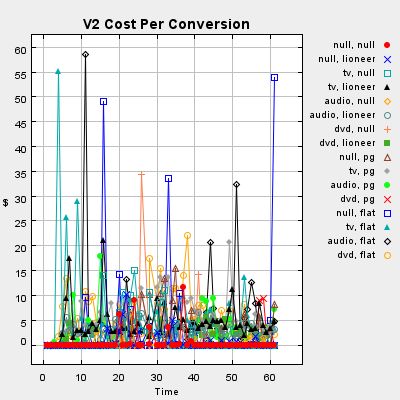 V2 Cost Per Conversion
60
55
50
45
40
35
30
25
20
15
10
5
0
$
0 10 20 30 40 50 60
Time
null, null
null, lioneer
tv, null
tv, lioneer
audio, null
audio, lioneer
dvd, null
dvd, lioneer
null, pg
tv, pg
audio, pg
dvd, pg
null, flat
tv, flat
audio, flat
dvd, flat